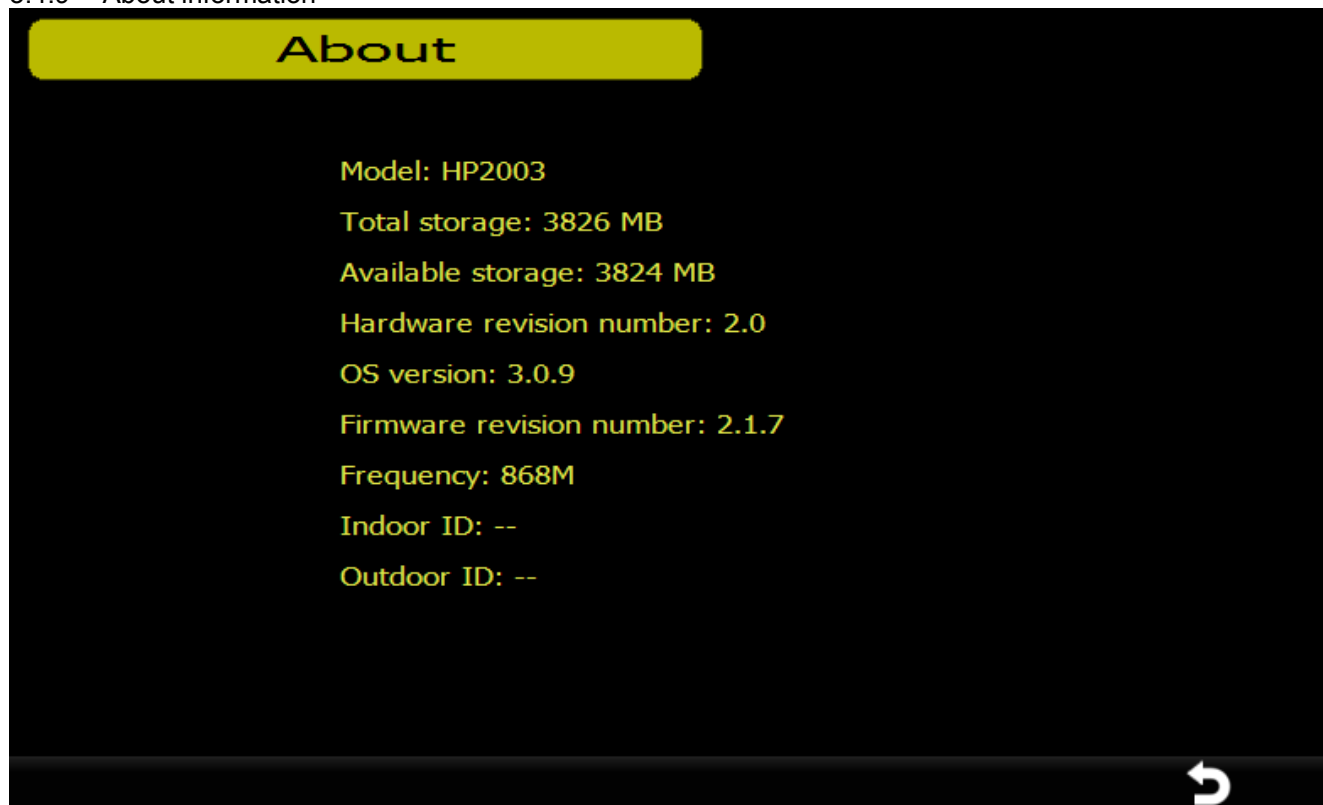 About information
About
Model: HP2003
Total storage: 3826 MB
Available storage: 3824 MB
Hardware revision number: 2.0
OS version: 3.0.9
Firmware revision number: 2.1.7
Frequency: 868M
Indoor ID: --
Outdoor ID: --